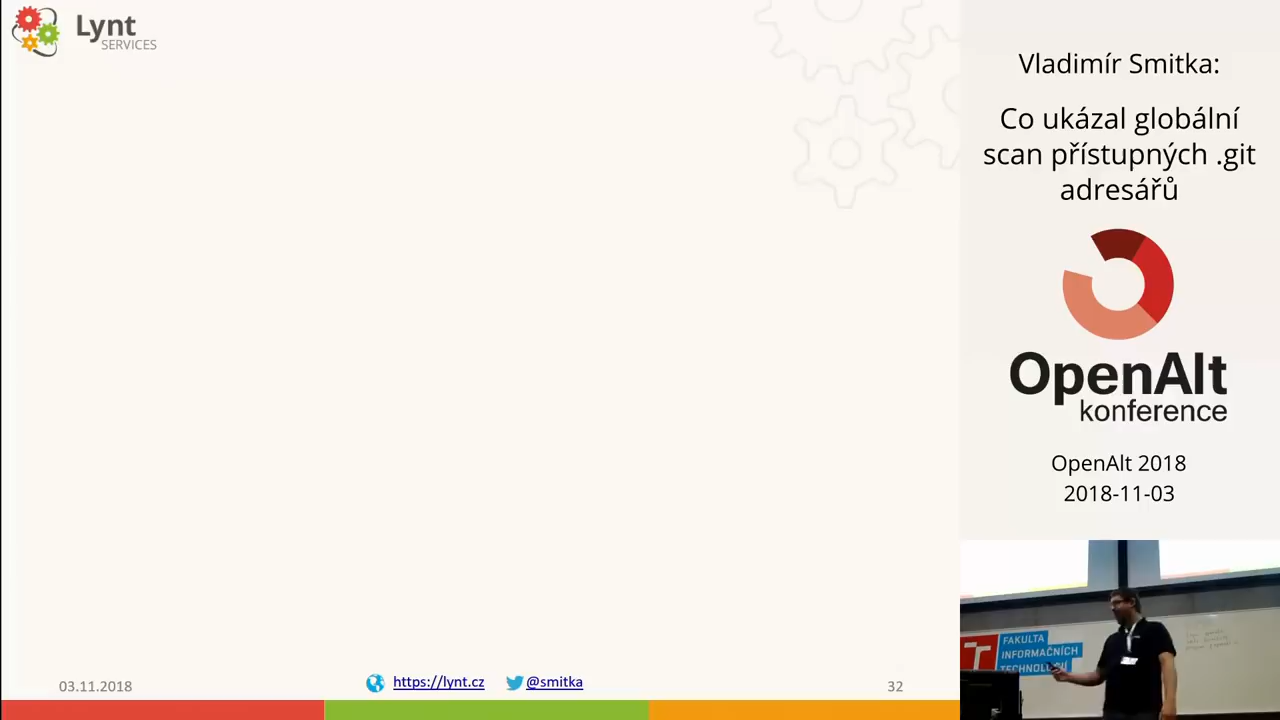 Lynt
SERVICES
03.11.2018
https://lynt.cz
@smitka
32
Vladimír Smitka:
Co ukázal globální
scan přístupných .git
adresářů
OpenAlt
konference
OpenAlt 2018
2018-11-03
FAKULTA
INFORMAČNÍCH
TECHNOLOGIÍ